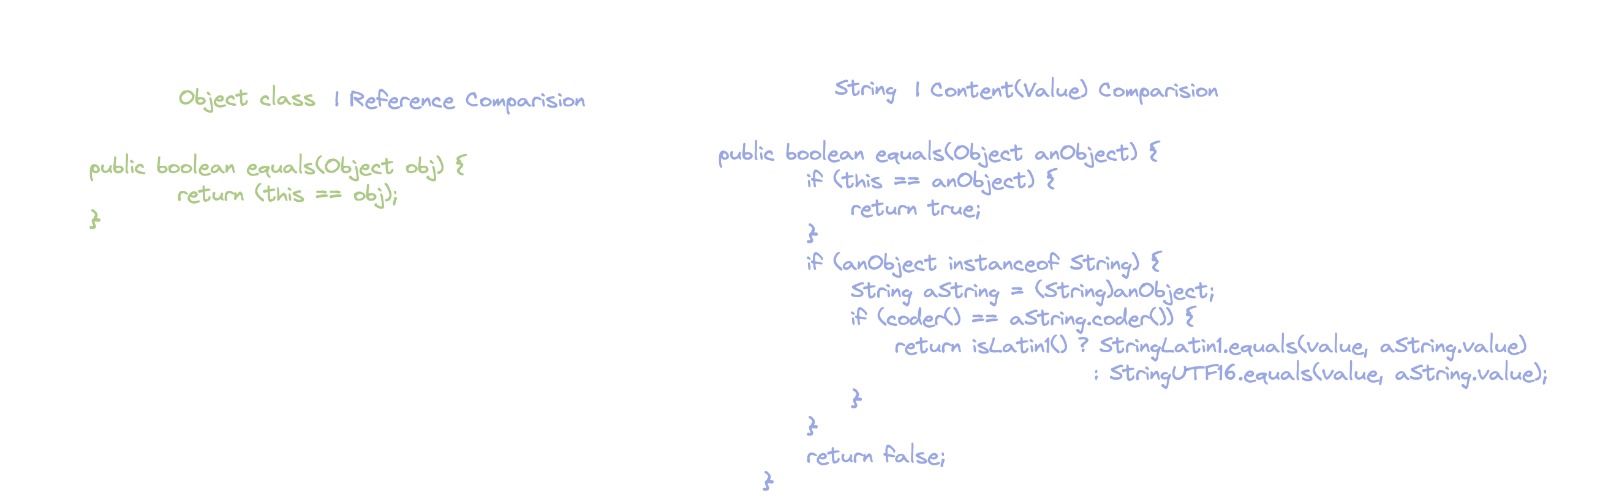 Object class | Reference Comparision
public boolean equals(Object obj) {
return (this == obj);
}
String | Content(Value) Comparision
public boolean equals(Object anObject) {
if (this == anObject) {
return true;
}
if (anObject instanceof String) {
String aString = (String)anObject;
if (coder() == aString.coder()) {
return isLatin1() ? StringLatin1.equals(value, aString.value)
: StringUTF16.equals(value, aString.value);
}
}
return false;
}